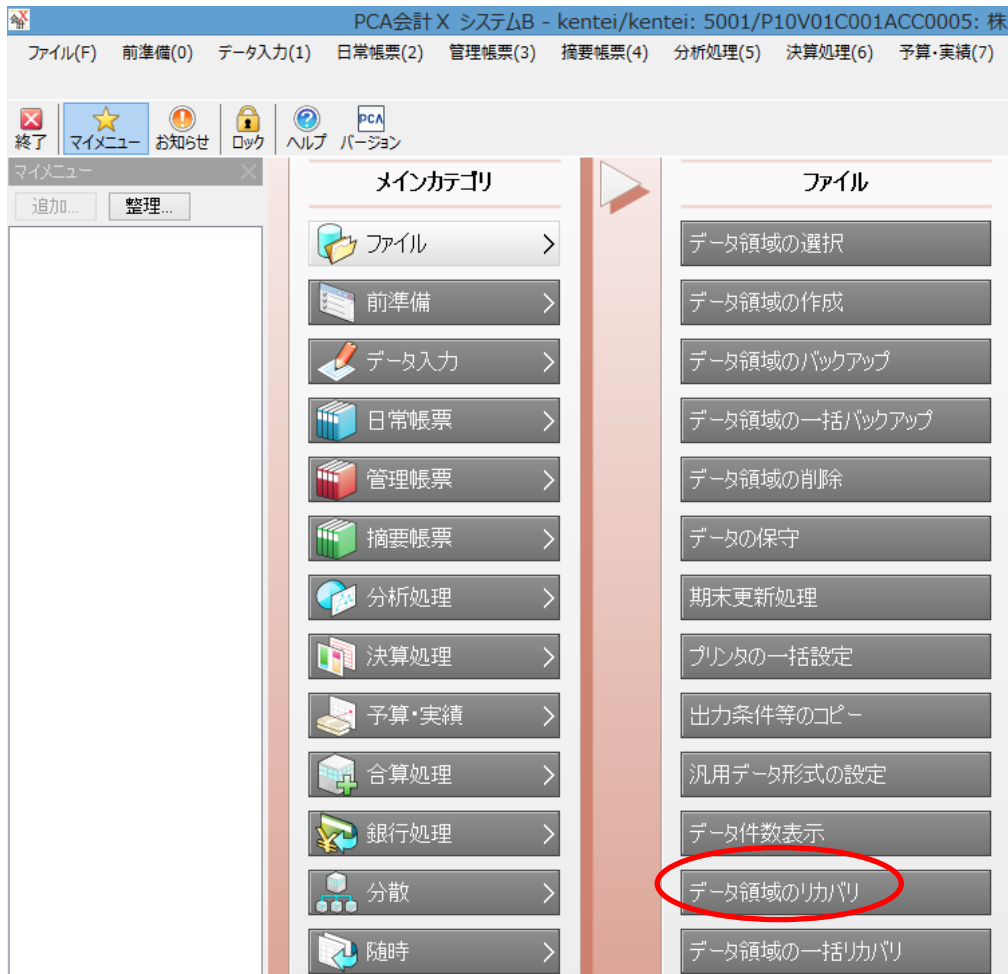 PCA会計X システムB - kentei/kentei: 5001/P10V01C001ACC0005: 株
ファイル(F) 前準備(0) データ入力(1) 日常帳票(2) 管理帳票(3) 摘要帳票(4) 分析処理(5) 決算処理(6) 予算・実績(7)
終了 マイメニュー お知らせ ロック ヘルプ PCA バージョン
マイメニュー
追加... 整理...
メインカテゴリ
ファイル
前準備
データ入力
日常帳票
管理帳票
摘要帳票
分析処理
決算処理
予算・実績
合算処理
銀行処理
分散
随時
ファイル
データ領域の選択
データ領域の作成
データ領域のバックアップ
データ領域の一括バックアップ
データ領域の削除
データの保守
期末更新処理
プリンタの一括設定
出力条件等のコピー
汎用データ形式の設定
データ件数表示
データ領域のリカバリ
データ領域の一括リカバリ